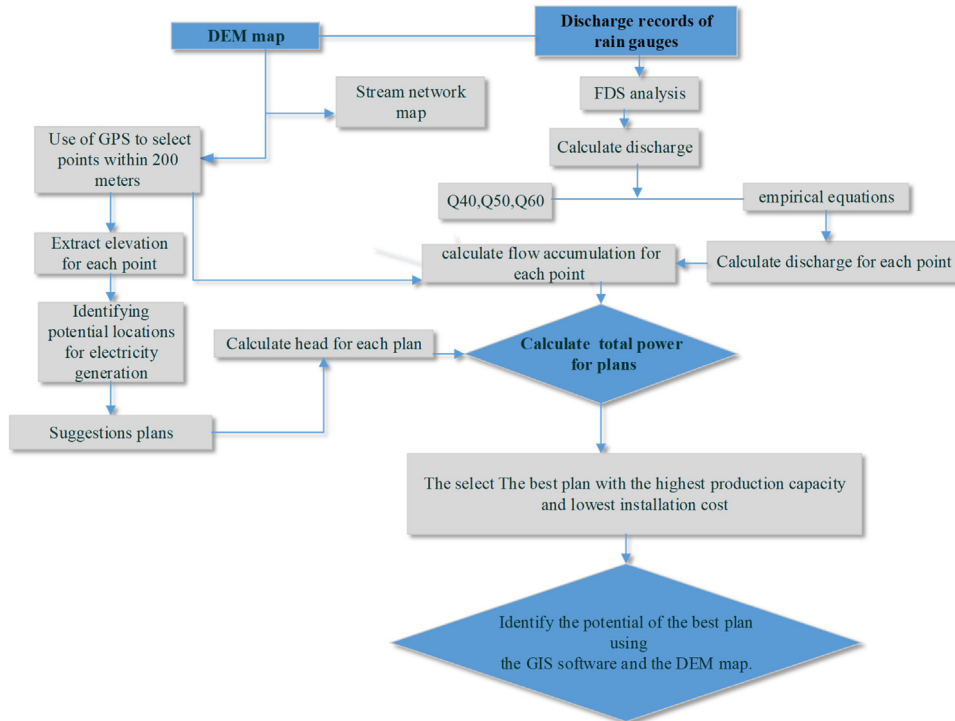 DEM map
Discharge records of
rain gauges
Stream network
map
FDS analysis
Use of GPS to select
points within 200
meters
Calculate discharge
Q40,Q50,Q60
empirical equations
Extract elevation
for each point
calculate flow accumulation for
each point
Calculate discharge for each point
Identifying
potential locations
for electricity
generation
Calculate head for each plan
Calculate total power
for plans
Suggestions plans
The select The best plan with the highest production capacity
and lowest installation cost
Identify the potential of the best plan
using
the GIS software and the DEM map.